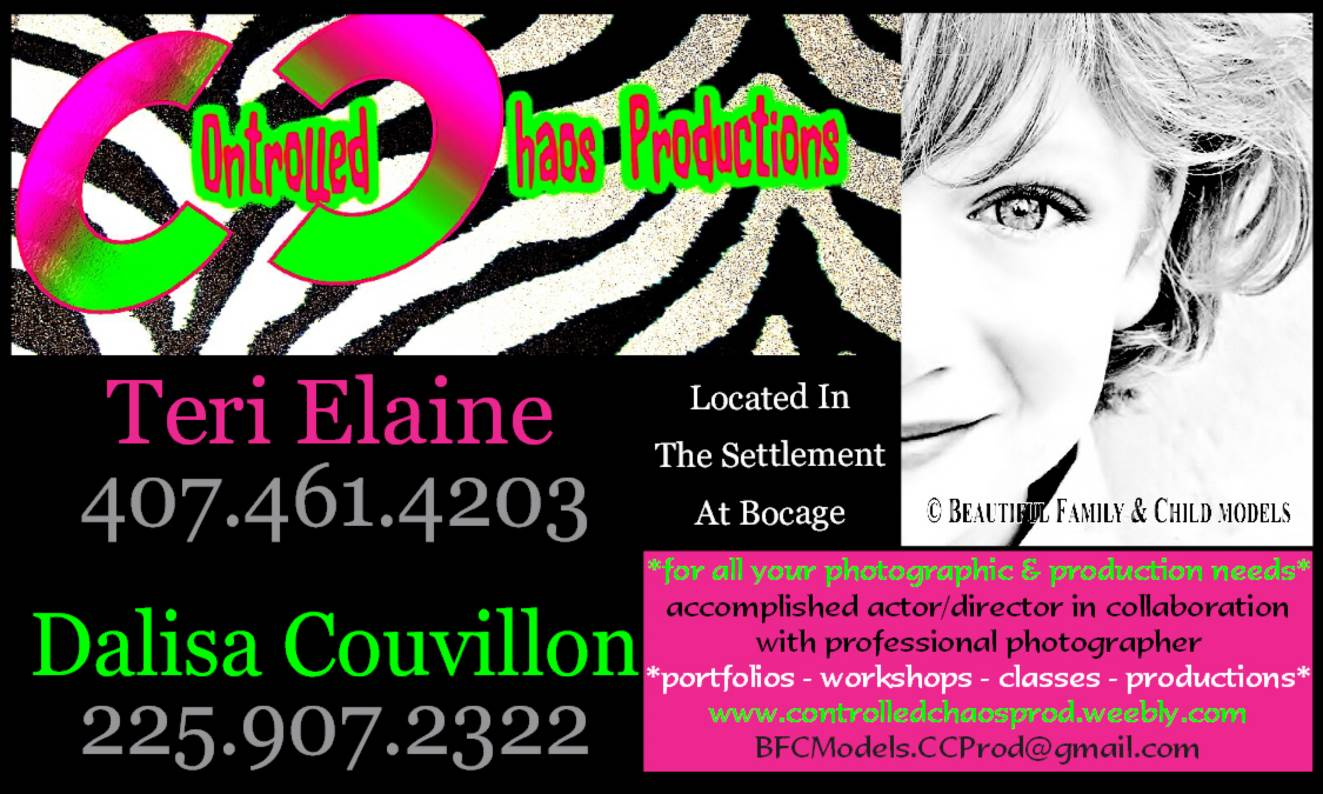 COntrolled Chaos Productions
Teri Elaine
407.461.4203
Dalisa Couvillon
225.907.2322
Located In
The Settlement
At Bocage
© BEAUTIFUL FAMILY & CHILD MODELS
*for all your photographic & production needs*
accomplished actor/director in collaboration
with professional photographer
*portfolios - workshops - classes - productions*
www.controlledchaosprod.weebly.com
BFCModels.CCProd@gmail.com